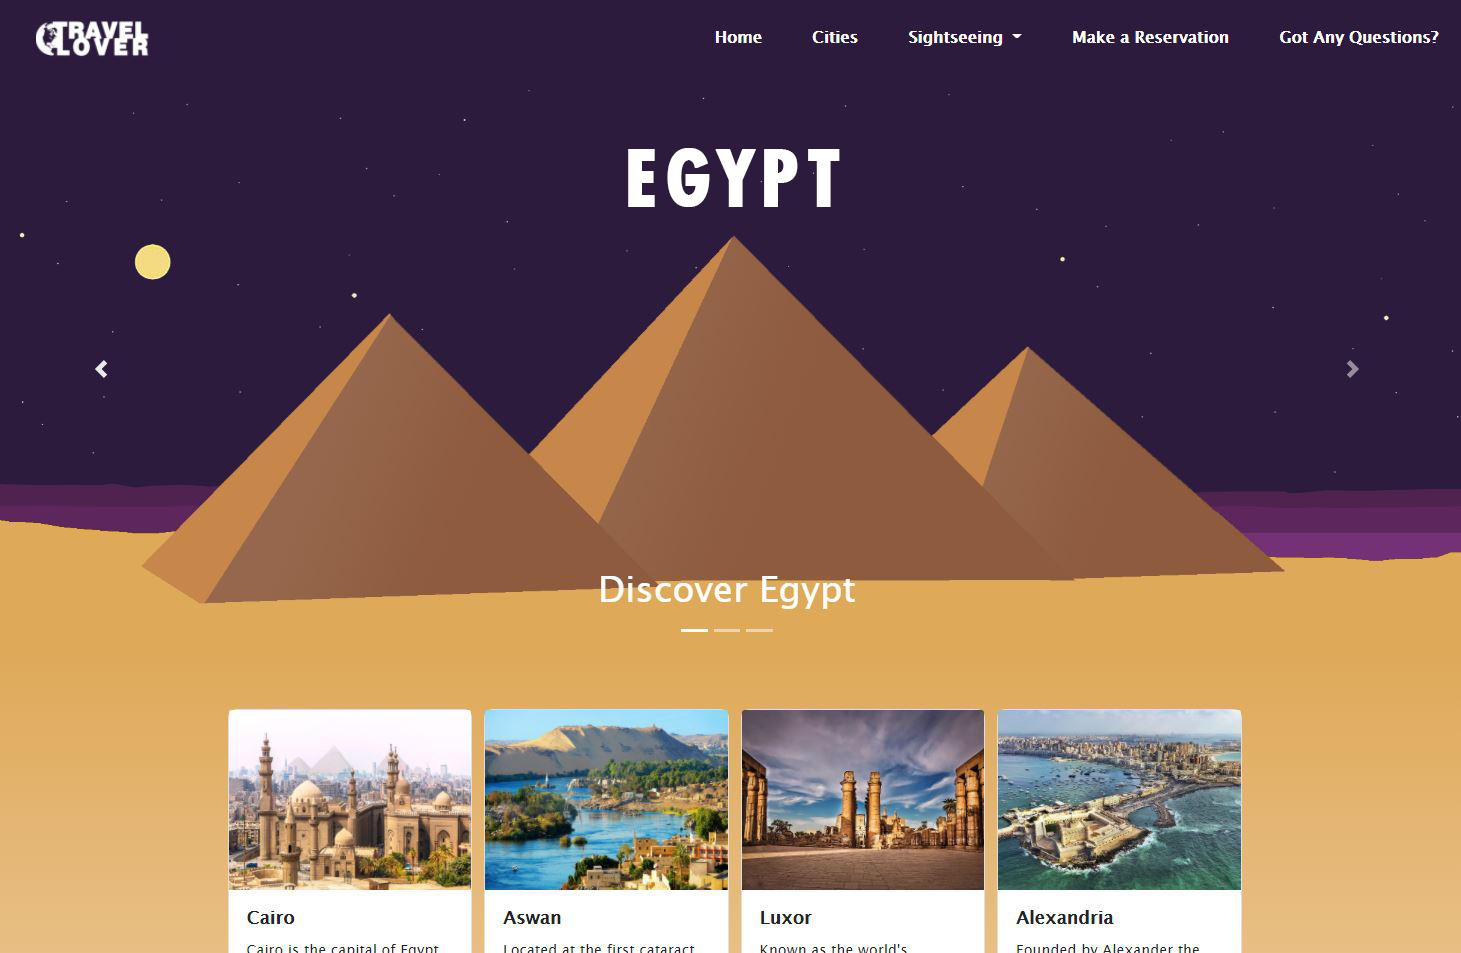 TRAVEL
LOVER
Home
Cities
Sightseeing
Make a Reservation
Got Any Questions?
EGYPT
Discover Egypt
Cairo
Cairo is the capital of Egypt
Aswan
Located at the first cataract
Luxor
Known as the world's
Alexandria
Founded by Alexander the